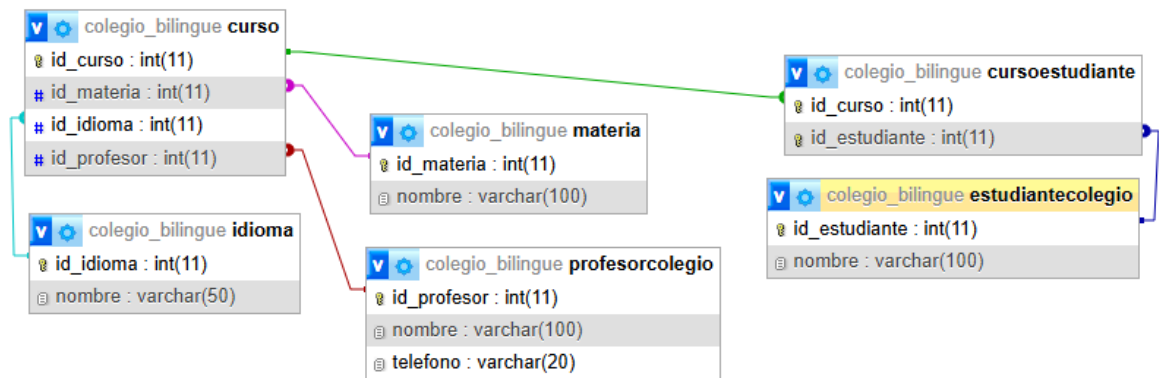 v colegio_bilingue curso
id_curso : int(11)
# id_materia : int(11)
# id_idioma : int(11)
# id_profesor : int(11)
v colegio_bilingue cursoestudiante
id_curso : int(11)
id_estudiante : int(11)
v colegio_bilingue materia
id_materia : int(11)
nombre : varchar(100)
v colegio_bilingue estudiantecolegio
id_estudiante : int(11)
nombre : varchar(100)
v colegio_bilingue idioma
id_idioma : int(11)
nombre : varchar(50)
v colegio_bilingue profesorcolegio
id_profesor : int(11)
nombre : varchar(100)
telefono : varchar(20)